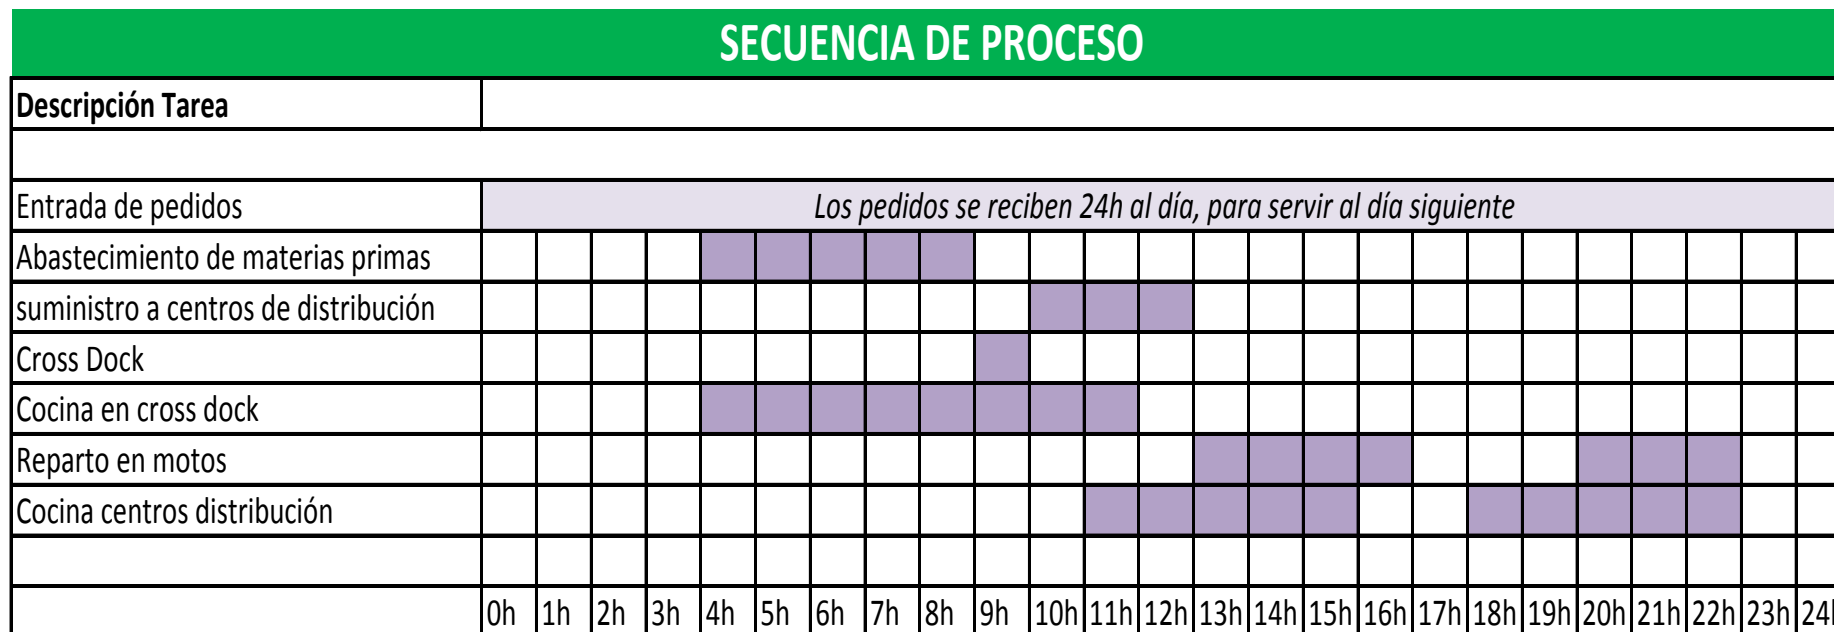 SECUENCIA DE PROCESO
Descripción Tarea
Entrada de pedidos Los pedidos se reciben 24h al día, para servir al día siguiente
Abastecimiento de materias primas
suministro a centros de distribución
Cross Dock
Cocina en cross dock
Reparto en motos
Cocina centros distribución
0h 1h 2h 3h 4h 5h 6h 7h 8h 9h 10h 11h 12h 13h 14h 15h 16h 17h 18h 19h 20h 21h 22h 23h 24h